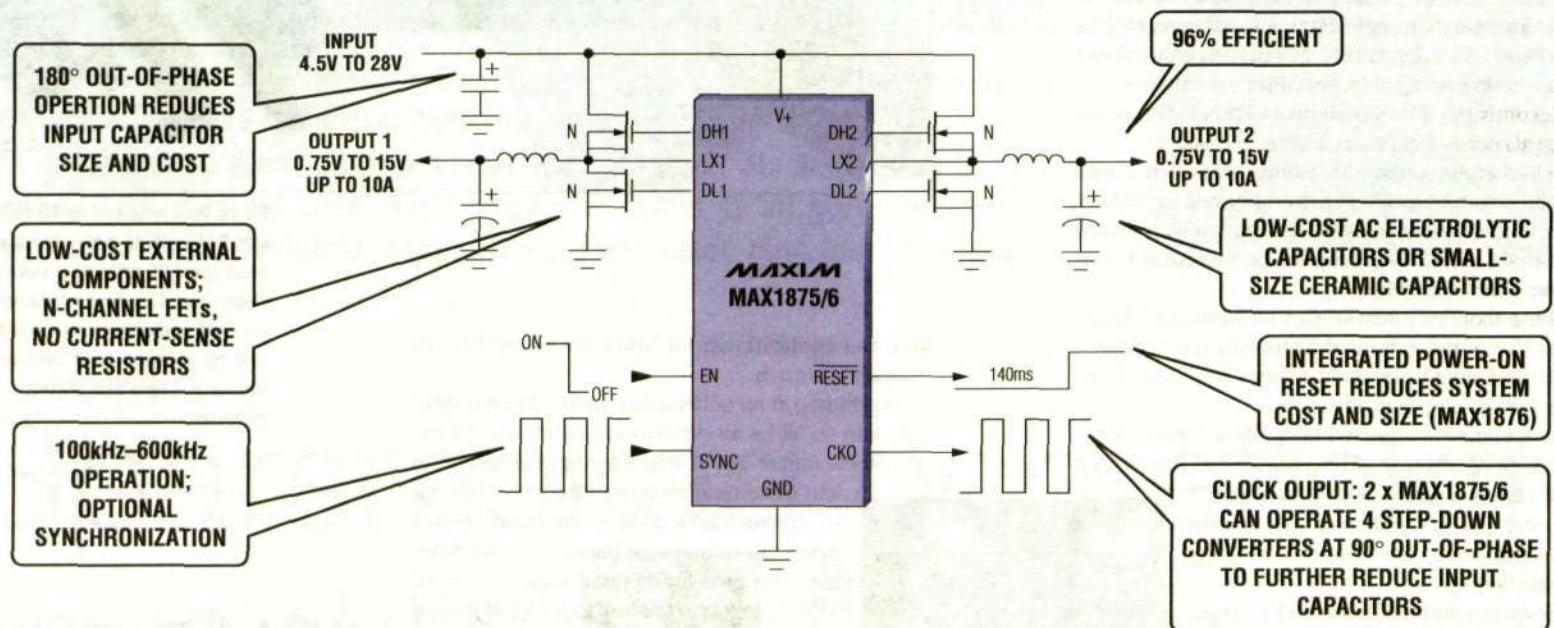 180° OUT-OF-PHASE
OPERTION REDUCES
INPUT CAPACITOR
SIZE AND COST
INPUT
4.5V TO 28V
96% EFFICIENT
OUTPUT 1
0.75V TO 15V
UP TO 10A
N
N
DH1
LX1
DL1
V+
DH2
LX2
DL2
N
N
OUTPUT 2
0.75V TO 15V
UP TO 10A
LOW-COST EXTERNAL
COMPONENTS;
N-CHANNEL FETs,
NO CURRENT-SENSE
RESISTORS
MAXIM
MAX1875/6
LOW-COST AC ELECTROLYTIC
CAPACITORS OR SMALL-
SIZE CERAMIC CAPACITORS
ON
OFF
EN
RESET
140ms
INTEGRATED POWER-ON
RESET REDUCES SYSTEM
COST AND SIZE (MAX1876)
100kHz–600kHz
OPERATION;
OPTIONAL
SYNCHRONIZATION
SYNC
CKO
GND
CLOCK OUPUT: 2 x MAX1875/6
CAN OPERATE 4 STEP-DOWN
CONVERTERS AT 90° OUT-OF-PHASE
TO FURTHER REDUCE INPUT
CAPACITORS